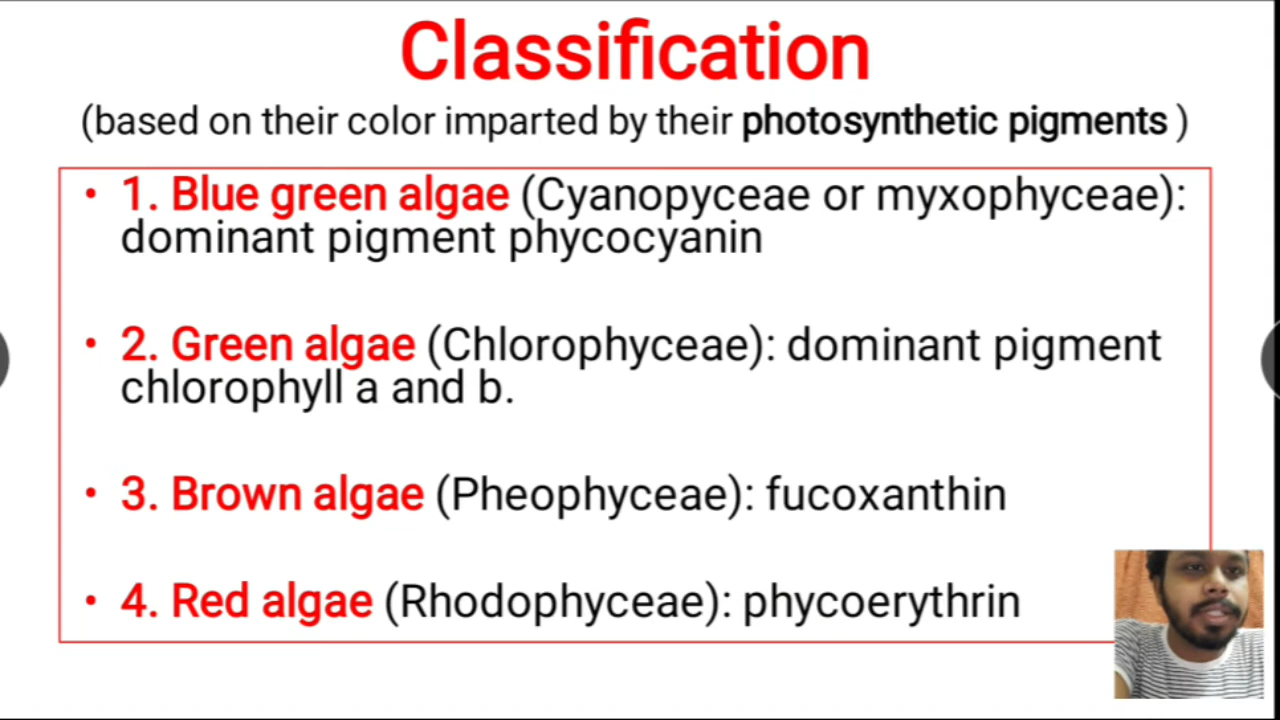 Classification
(based on their color imparted by their photosynthetic pigments )
• 1. Blue green algae (Cyanopyceae or myxophyceae):
dominant pigment phycocyanin
• 2. Green algae (Chlorophyceae): dominant pigment
chlorophyll a and b.
• 3. Brown algae (Pheophyceae): fucoxanthin
• 4. Red algae (Rhodophyceae): phycoerythrin